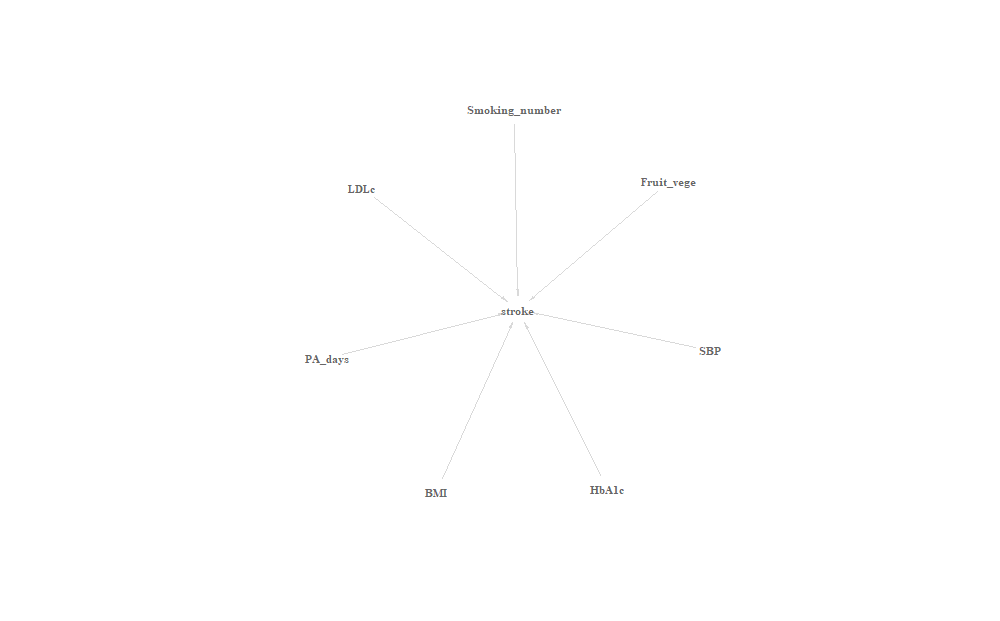 Smoking_number
Fruit_vege
LDLc
stroke
SBP
PA_days
HbA1c
BMI